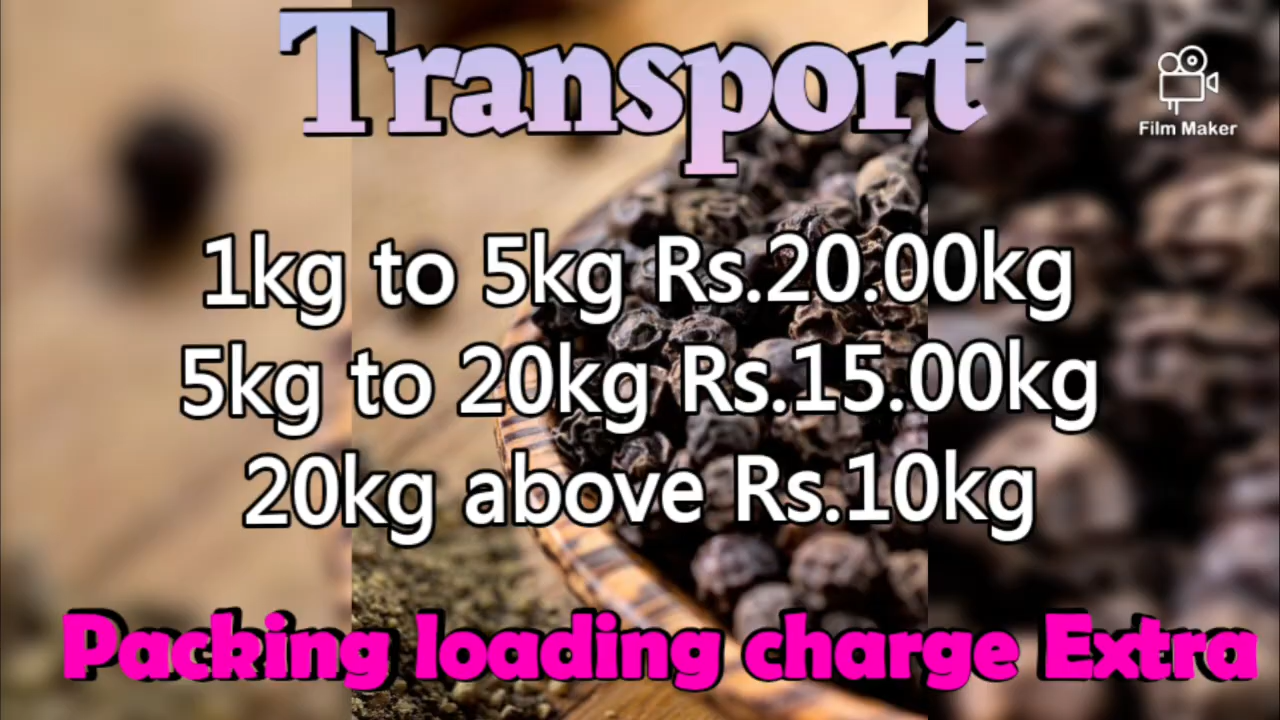 Transport
Film Maker
1kg to 5kg Rs.20.00kg
5kg to 20kg Rs.15.00kg
20kg above Rs.10kg
Packing loading charge Extra